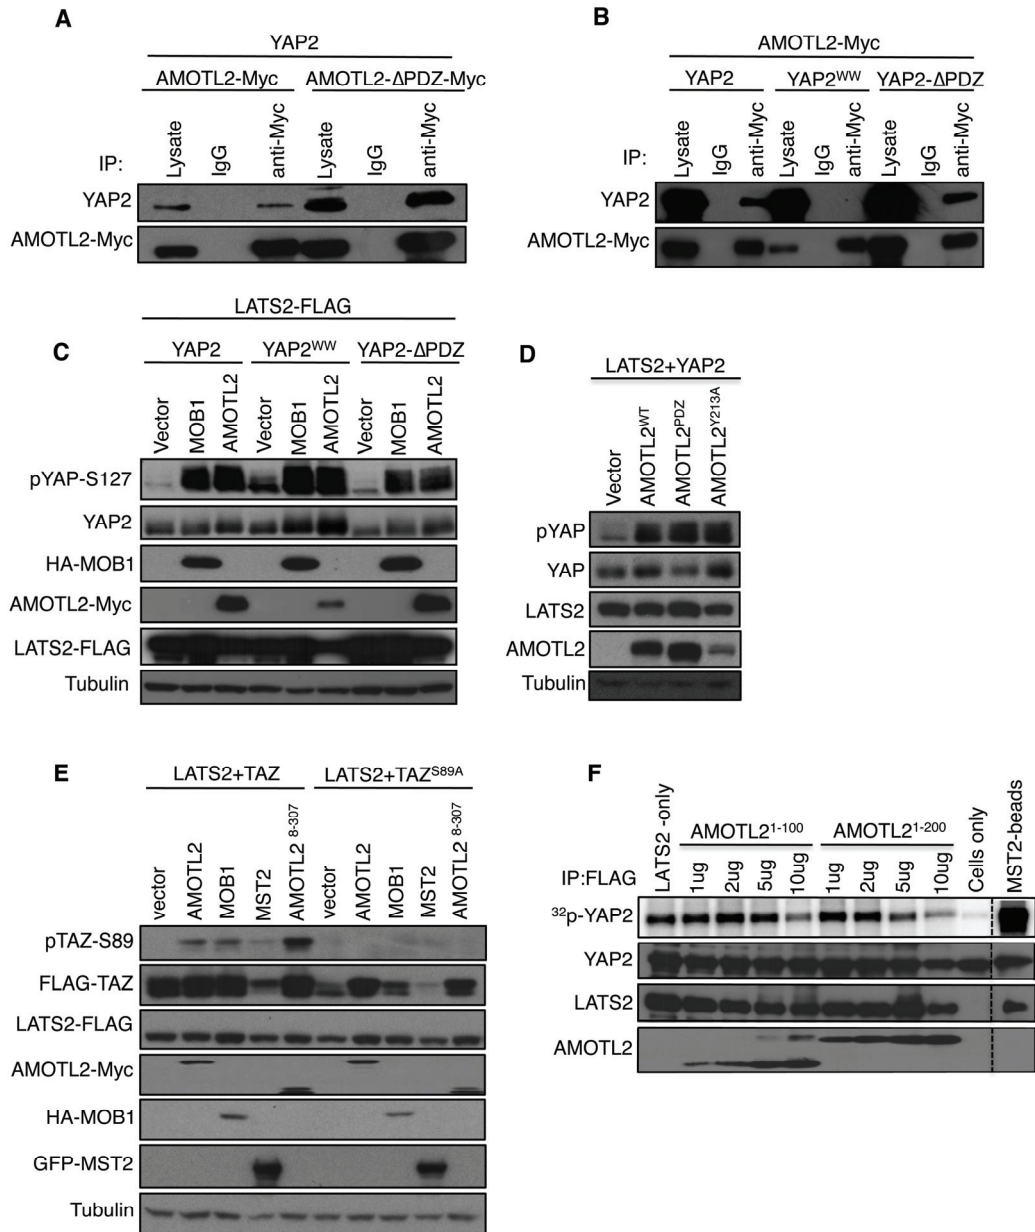 A
YAP2
AMOTL2-Myc AMOTL2-ΔPDZ-Myc
IP: Lysate IgG anti-Myc Lysate IgG anti-Myc
YAP2
AMOTL2-Myc
B
AMOTL2-Myc
YAP2 YAP2WW YAP2-ΔPDZ
IP: Lysate IgG anti-Myc Lysate IgG anti-Myc Lysate IgG anti-Myc
YAP2
AMOTL2-Myc
C
LATS2-FLAG
YAP2 YAP2WW YAP2-ΔPDZ
Vector MOB1 AMOTL2 Vector MOB1 AMOTL2 Vector MOB1 AMOTL2
pYAP-S127
YAP2
HA-MOB1
AMOTL2-Myc
LATS2-FLAG
Tubulin
D
LATS2+YAP2
Vector AMOTL2WT AMOTL2PDZ AMOTL2Y213A
pYAP
YAP
LATS2
AMOTL2
Tubulin
E
LATS2+TAZ LATS2+TAZS89A
vector AMOTL2 MOB1 MST2 AMOTL2 8-307 vector AMOTL2 MOB1 MST2 AMOTL2 8-307
pTAZ-S89
FLAG-TAZ
LATS2-FLAG
AMOTL2-Myc
HA-MOB1
GFP-MST2
Tubulin
F
LATS2 -only AMOTL21-100 AMOTL21-200 Cells only MST2-beads
IP:FLAG 1ug 2ug 5ug 10ug 1ug 2ug 5ug 10ug
32p-YAP2
YAP2
LATS2
AMOTL2